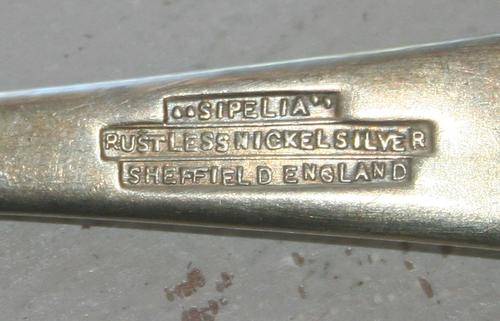 "SIPELIA"
RUSTLESS NICKEL SILVER
SHEFFIELD ENGLAND